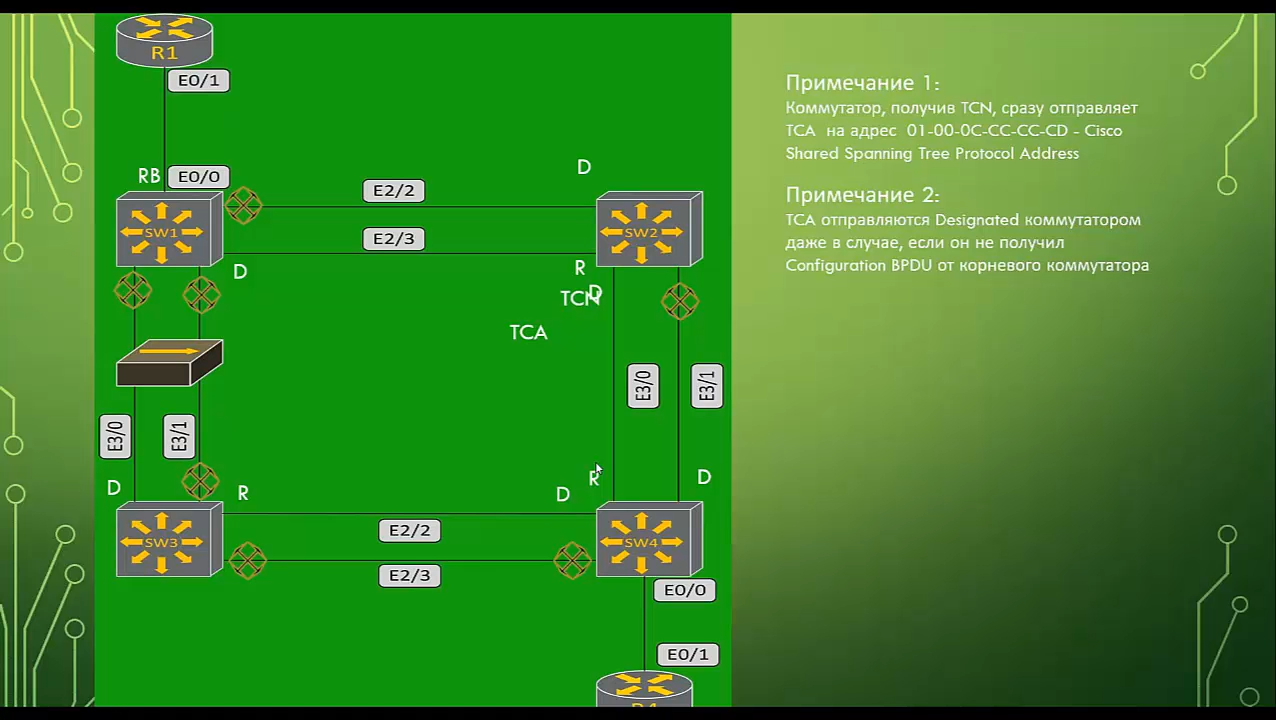 R1
E0/1
RB
E0/0
D
E2/2
SW1
SW2
E2/3
D
R
D
TCN
TCA
E3/0
E3/1
E3/0
E3/1
D
R
D
R
D
SW3
E2/2
SW4
E2/3
E0/0
E0/1
Примечание 1:
Коммутатор, получив TCN, сразу отправляет
TCA на адрес 01-00-0C-CC-CC-CD - Cisco
Shared Spanning Tree Protocol Address
Примечание 2:
TCA отправляются Designated коммутатором
даже в случае, если он не получил
Configuration BPDU от корневого коммутатора